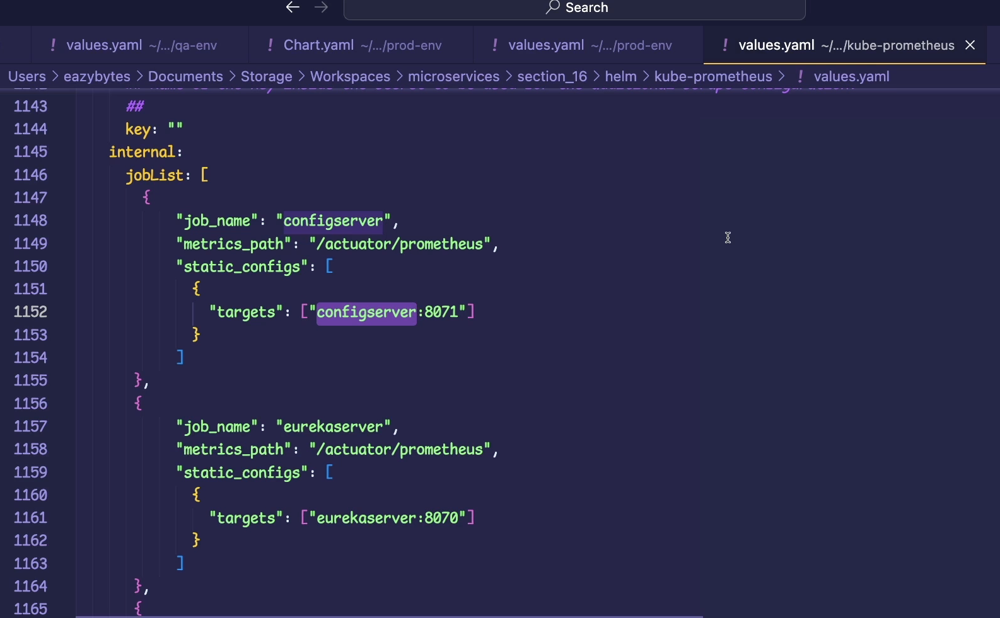 Search
! values.yaml ~/.../qa-env ! Chart.yaml ~/.../prod-env ! values.yaml ~/.../prod-env ! values.yaml ~/.../kube-prometheus
Users > eazybytes > Documents > Storage > Workspaces > microservices > section_16 > helm > kube-prometheus > ! values.yaml
1143 ##
1144 key: ""
1145 internal:
1146 jobList: [
1147 {
1148 "job_name": "configserver",
1149 "metrics_path": "/actuator/prometheus",
1150 "static_configs": [
1151 {
1152 "targets": ["configserver:8071"]
1153 }
1154 ]
1155 },
1156 {
1157 "job_name": "eurekaserver",
1158 "metrics_path": "/actuator/prometheus",
1159 "static_configs": [
1160 {
1161 "targets": ["eurekaserver:8070"]
1162 }
1163 ]
1164 },
1165 {